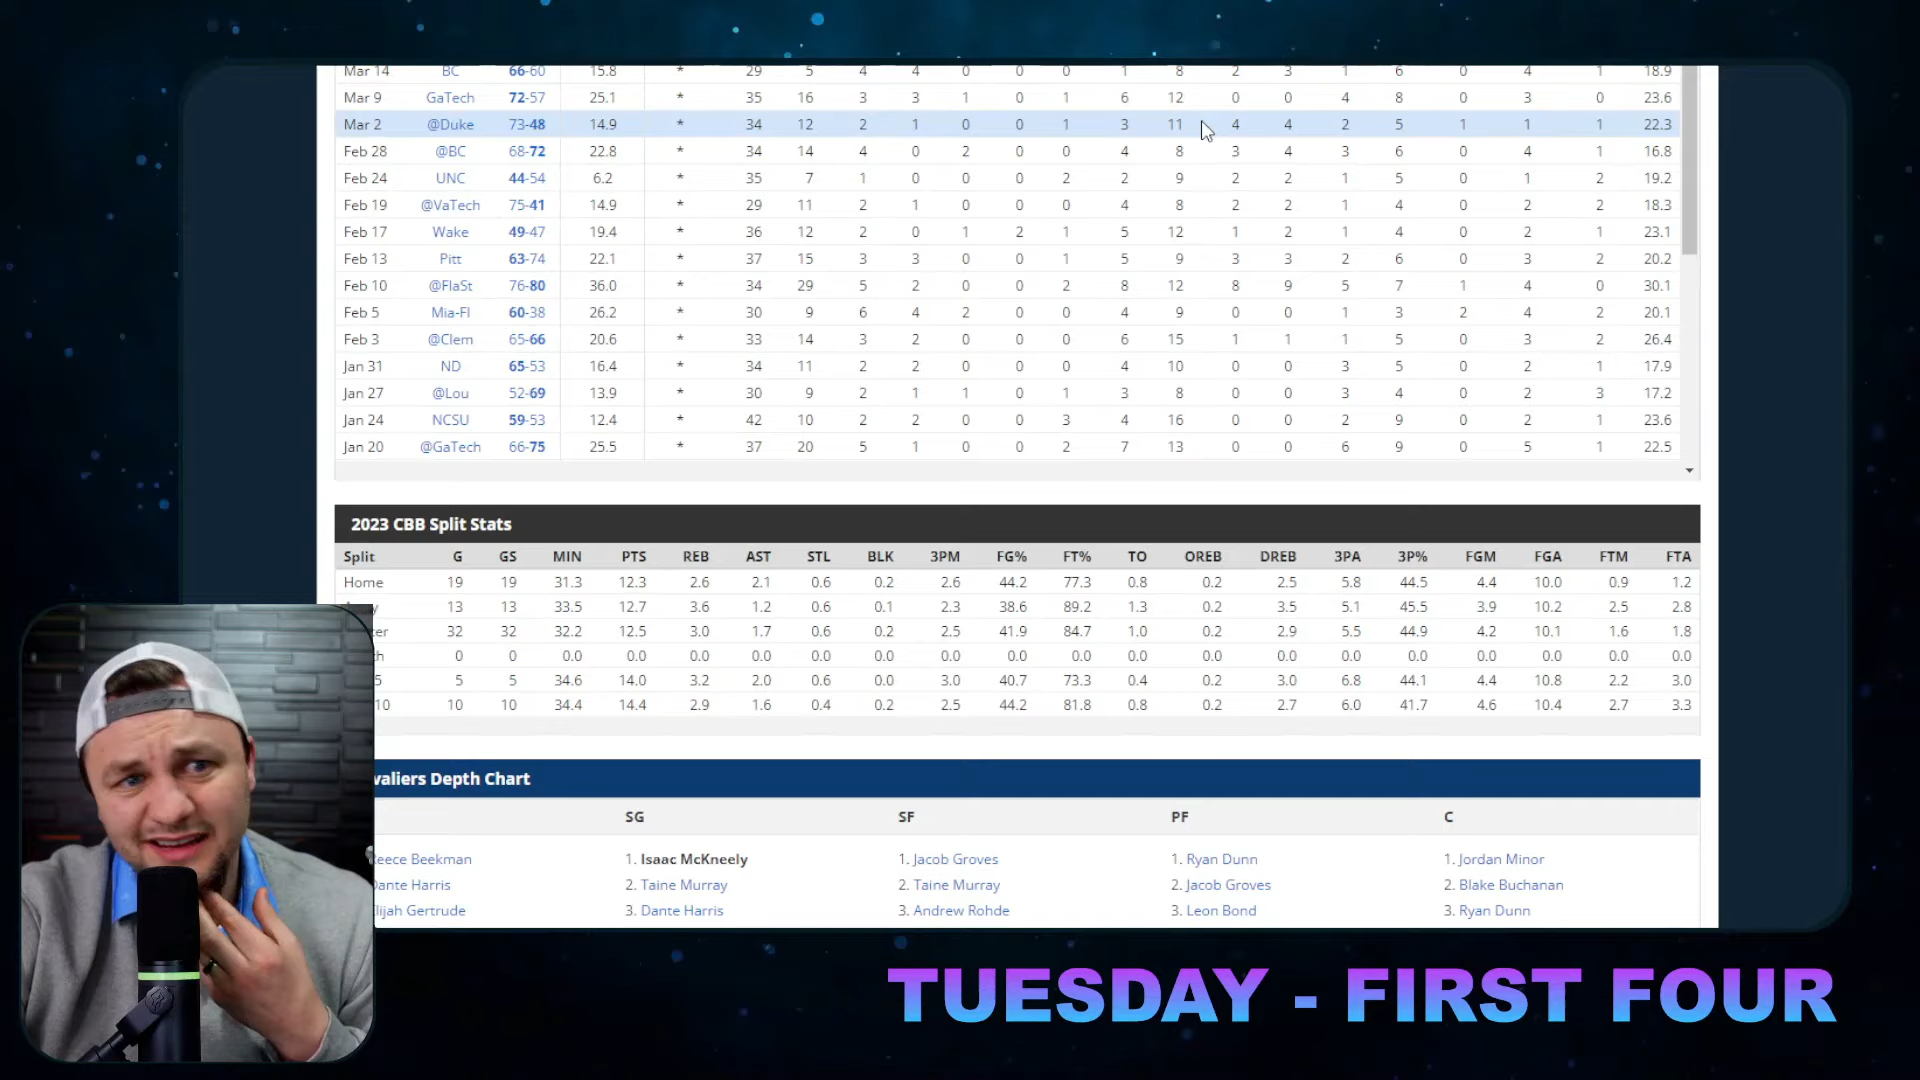 Mar 14 BC 66-60 15.8 * 29 5 4 4 0 0 0 1 8 2 3 1 6 0 4 1 18.9
Mar 9 GaTech 72-57 25.1 * 35 16 3 3 1 0 1 6 12 0 0 4 8 0 3 0 23.6
Mar 2 @Duke 73-48 14.9 * 34 12 2 1 0 0 1 3 11 4 4 2 5 1 1 1 22.3
Feb 28 @BC 68-72 22.8 * 34 14 4 0 2 0 0 4 8 3 4 3 6 0 4 1 16.8
Feb 24 UNC 44-54 6.2 * 35 7 1 0 0 0 2 2 9 2 2 1 5 0 1 2 19.2
Feb 19 @VaTech 75-41 14.9 * 29 11 2 1 0 0 0 4 8 2 2 1 4 0 2 2 18.3
Feb 17 Wake 49-47 19.4 * 36 12 2 0 1 2 1 5 12 1 2 1 4 0 2 1 23.1
Feb 13 Pitt 63-74 22.1 * 37 15 3 3 0 0 1 5 9 3 3 2 6 0 3 2 20.2
Feb 10 @FlaSt 76-80 36.0 * 34 29 5 2 0 0 2 8 12 8 9 5 7 1 4 0 30.1
Feb 5 Mia-Fl 60-38 26.2 * 30 9 6 4 2 0 0 4 9 0 0 1 3 2 4 2 20.1
Feb 3 @Clem 65-66 20.6 * 33 14 3 2 0 0 0 6 15 1 1 1 5 0 3 2 26.4
Jan 31 ND 65-53 16.4 * 34 11 2 2 0 0 0 4 10 0 0 3 5 0 2 1 17.9
Jan 27 @Lou 52-69 13.9 * 30 9 2 1 1 0 1 3 8 0 0 3 4 0 2 3 17.2
Jan 24 NCSU 59-53 12.4 * 42 10 2 2 0 0 3 4 16 0 0 2 9 0 2 1 23.6
Jan 20 @GaTech 66-75 25.5 * 37 20 5 1 0 0 2 7 13 0 0 6 9 0 5 1 22.5
2023 CBB Split Stats
Split G GS MIN PTS REB AST STL BLK 3PM FG% FT% TO OREB DREB 3PA 3P% FGM FGA FTM FTA
Home 19 19 31.3 12.3 2.6 2.1 0.6 0.2 2.6 44.2 77.3 0.8 0.2 2.5 5.8 44.5 4.4 10.0 0.9 1.2
y 13 13 33.5 12.7 3.6 1.2 0.6 0.1 2.3 38.6 89.2 1.3 0.2 3.5 5.1 45.5 3.9 10.2 2.5 2.8
ter 32 32 32.2 12.5 3.0 1.7 0.6 0.2 2.5 41.9 84.7 1.0 0.2 2.9 5.5 44.9 4.2 10.1 1.6 1.8
h 0 0 0.0 0.0 0.0 0.0 0.0 0.0 0.0 0.0 0.0 0.0 0.0 0.0 0.0 0.0 0.0 0.0 0.0 0.0
5 5 5 34.6 14.0 3.2 2.0 0.6 0.0 3.0 40.7 73.3 0.4 0.2 3.0 6.8 44.1 4.4 10.8 2.2 3.0
10 10 10 34.4 14.4 2.9 1.6 0.4 0.2 2.5 44.2 81.8 0.8 0.2 2.7 6.0 41.7 4.6 10.4 2.7 3.3
valiers Depth Chart
SG SF PF C
eece Beekman 1. Isaac McKneely 1. Jacob Groves 1. Ryan Dunn 1. Jordan Minor
Dante Harris 2. Taine Murray 2. Taine Murray 2. Jacob Groves 2. Blake Buchanan
Elijah Gertrude 3. Dante Harris 3. Andrew Rohde 3. Leon Bond 3. Ryan Dunn
TUESDAY - FIRST FOUR